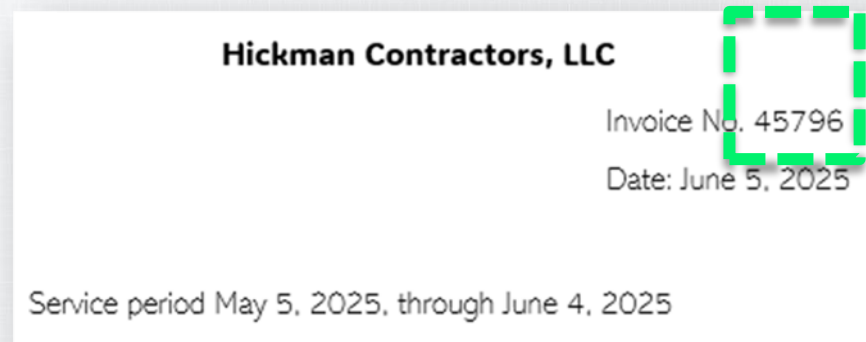 Hickman Contractors, LLC
Invoice No. 45796
Date: June 5, 2025
Service period May 5, 2025, through June 4, 2025